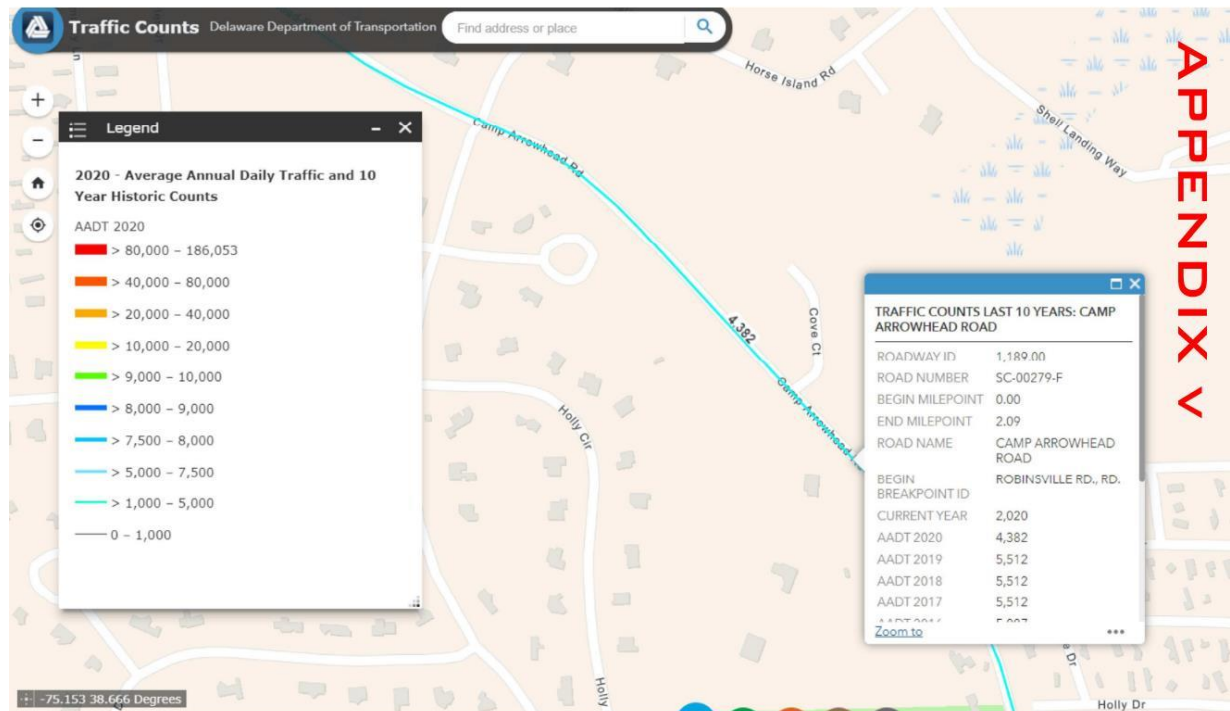 Traffic Counts Delaware Department of Transportation
Find address or place
Legend
2020 - Average Annual Daily Traffic and 10
Year Historic Counts
AADT 2020
> 80,000 – 186,053
> 40,000 – 80,000
> 20,000 – 40,000
> 10,000 – 20,000
> 9,000 – 10,000
> 8,000 – 9,000
> 7,500 – 8,000
> 5,000 – 7,500
> 1,000 – 5,000
0 – 1,000
Horse Island Rd
Shell Landing Way
Camp Arrowhead Rd
4,382
Cove Ct
Camp Arrowhead
Holly Cir
Holly
Dr
Holly Dr
TRAFFIC COUNTS LAST 10 YEARS: CAMP
ARROWHEAD ROAD
ROADWAY ID 1,189.00
ROAD NUMBER SC-00279-F
BEGIN MILEPOINT 0.00
END MILEPOINT 2.09
ROAD NAME CAMP ARROWHEAD
ROAD
BEGIN ROBINSVILLE RD., RD.
BREAKPOINT ID
CURRENT YEAR 2,020
AADT 2020 4,382
AADT 2019 5,512
AADT 2018 5,512
AADT 2017 5,512
Zoom to
-75.153 38.666 Degrees
APPENDIX V